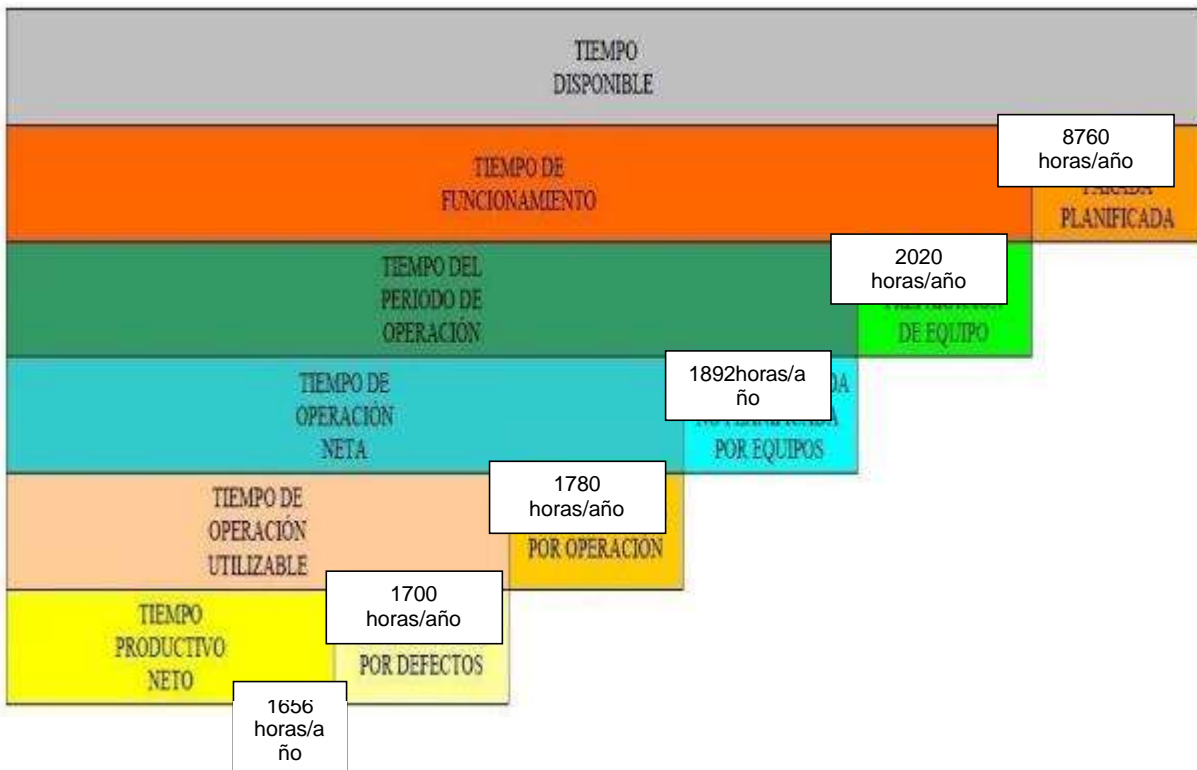 TIEMPO
DISPONIBLE
8760
horas/año
TIEMPO DE
FUNCIONAMIENTO
PLANIFICADA
2020
horas/año
TIEMPO DEL
PERIODO DE
OPERACIÓN
DE EQUIPO
1892horas/a
ño
TIEMPO DE
OPERACIÓN
NETA
POR EQUIPOS
1780
horas/año
TIEMPO DE
OPERACIÓN
UTILIZABLE
POR OPERACIÓN
1700
horas/año
TIEMPO
PRODUCTIVO
NETO
POR DEFECTOS
1656
horas/a
ño